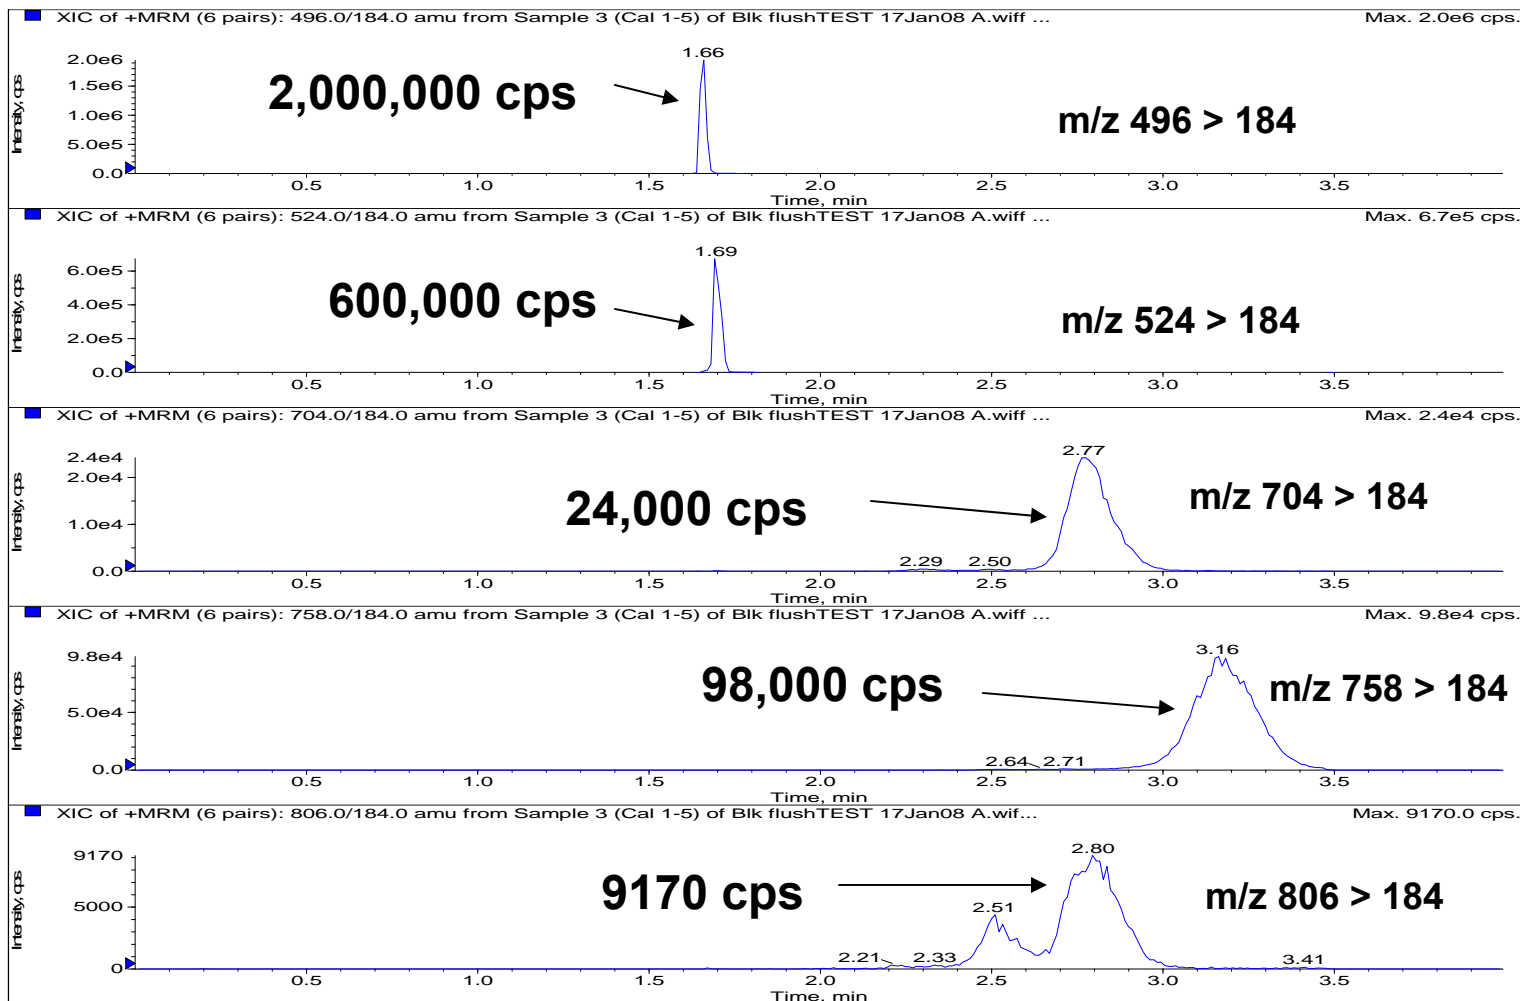 XIC of +MRM (6 pairs): 496.0/184.0 amu from Sample 3 (Cal 1-5) of Blk flushTEST 17Jan08 A.wiff ... Max. 2.0e6 cps.
1.66
2.0e6
1.5e6
1.0e6
5.0e5
0.0
Intensity, cps
2,000,000 cps
m/z 496 > 184
0.5 1.0 1.5 2.0 2.5 3.0 3.5
Time, min
XIC of +MRM (6 pairs): 524.0/184.0 amu from Sample 3 (Cal 1-5) of Blk flushTEST 17Jan08 A.wiff ... Max. 6.7e5 cps.
1.69
6.0e5
4.0e5
2.0e5
0.0
Intensity, cps
600,000 cps
m/z 524 > 184
0.5 1.0 1.5 2.0 2.5 3.0 3.5
Time, min
XIC of +MRM (6 pairs): 704.0/184.0 amu from Sample 3 (Cal 1-5) of Blk flushTEST 17Jan08 A.wiff ... Max. 2.4e4 cps.
2.77
2.4e4
2.0e4
1.0e4
0.0
Intensity, cps
24,000 cps
m/z 704 > 184
2.29 2.50
0.5 1.0 1.5 2.0 2.5 3.0 3.5
Time, min
XIC of +MRM (6 pairs): 758.0/184.0 amu from Sample 3 (Cal 1-5) of Blk flushTEST 17Jan08 A.wiff ... Max. 9.8e4 cps.
3.16
9.8e4
5.0e4
0.0
Intensity, cps
98,000 cps
m/z 758 > 184
2.64 2.71
0.5 1.0 1.5 2.0 2.5 3.0 3.5
Time, min
XIC of +MRM (6 pairs): 806.0/184.0 amu from Sample 3 (Cal 1-5) of Blk flushTEST 17Jan08 A.wif... Max. 9170.0 cps.
2.80
9170
5000
0
Intensity, cps
9170 cps
m/z 806 > 184
2.51
2.21 2.33 3.41
0.5 1.0 1.5 2.0 2.5 3.0 3.5
Time, min